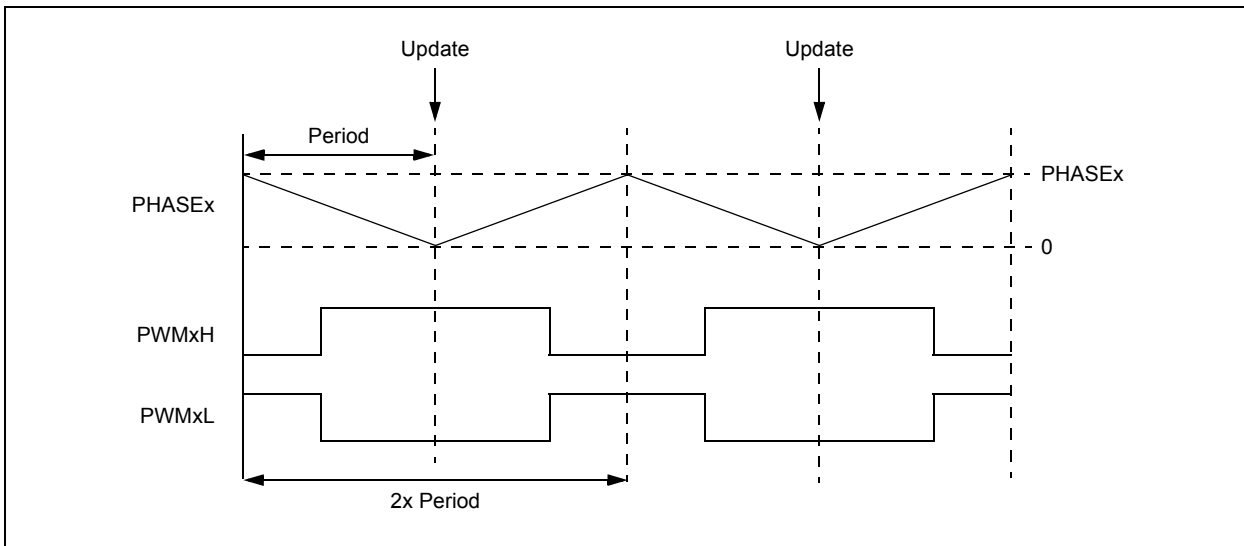 Update
Update
Period
PHASEx
PHASEx
0
PWMxH
PWMxL
2x Period